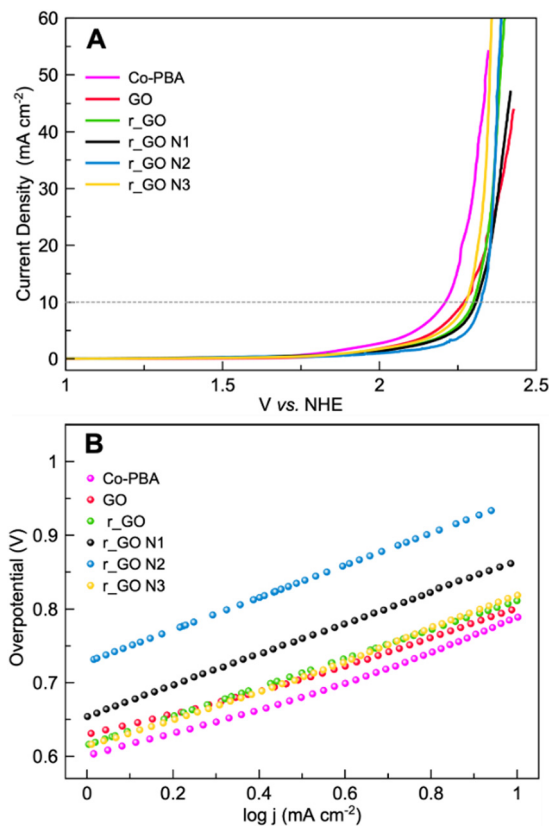 A
60
50
40
30
20
10
0
Current Density (mA cm-2)
Co-PBA
GO
r_GO
r_GO N1
r_GO N2
r_GO N3
1
1.5
2
2.5
V vs. NHE
B
1
0.9
0.8
0.7
0.6
Overpotential (V)
Co-PBA
GO
r_GO
r_GO N1
r_GO N2
r_GO N3
0
0.2
0.4
0.6
0.8
1
log j (mA cm-2)